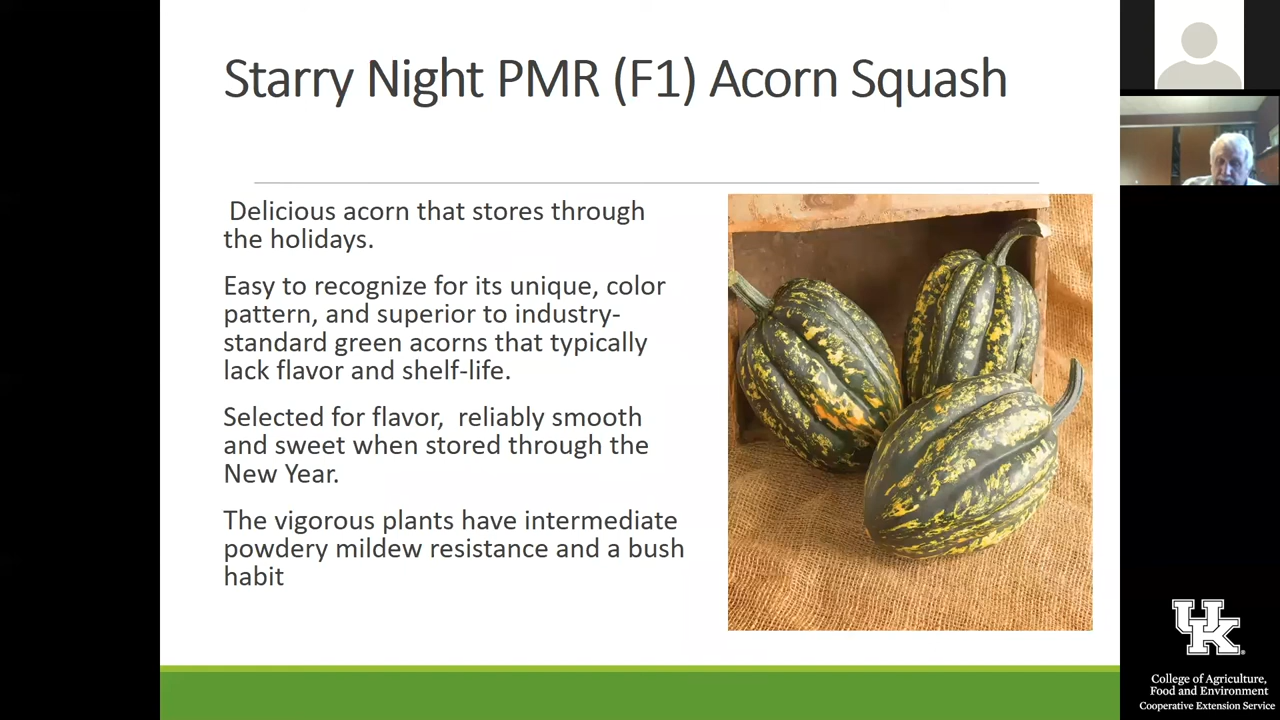 Starry Night PMR (F1) Acorn Squash
Delicious acorn that stores through
the holidays.
Easy to recognize for its unique, color
pattern, and superior to industry-
standard green acorns that typically
lack flavor and shelf-life.
Selected for flavor,  reliably smooth
and sweet when stored through the
New Year.
The vigorous plants have intermediate
powdery mildew resistance and a bush
habit
UK
College of Agriculture,
Food and Environment
Cooperative Extension Service